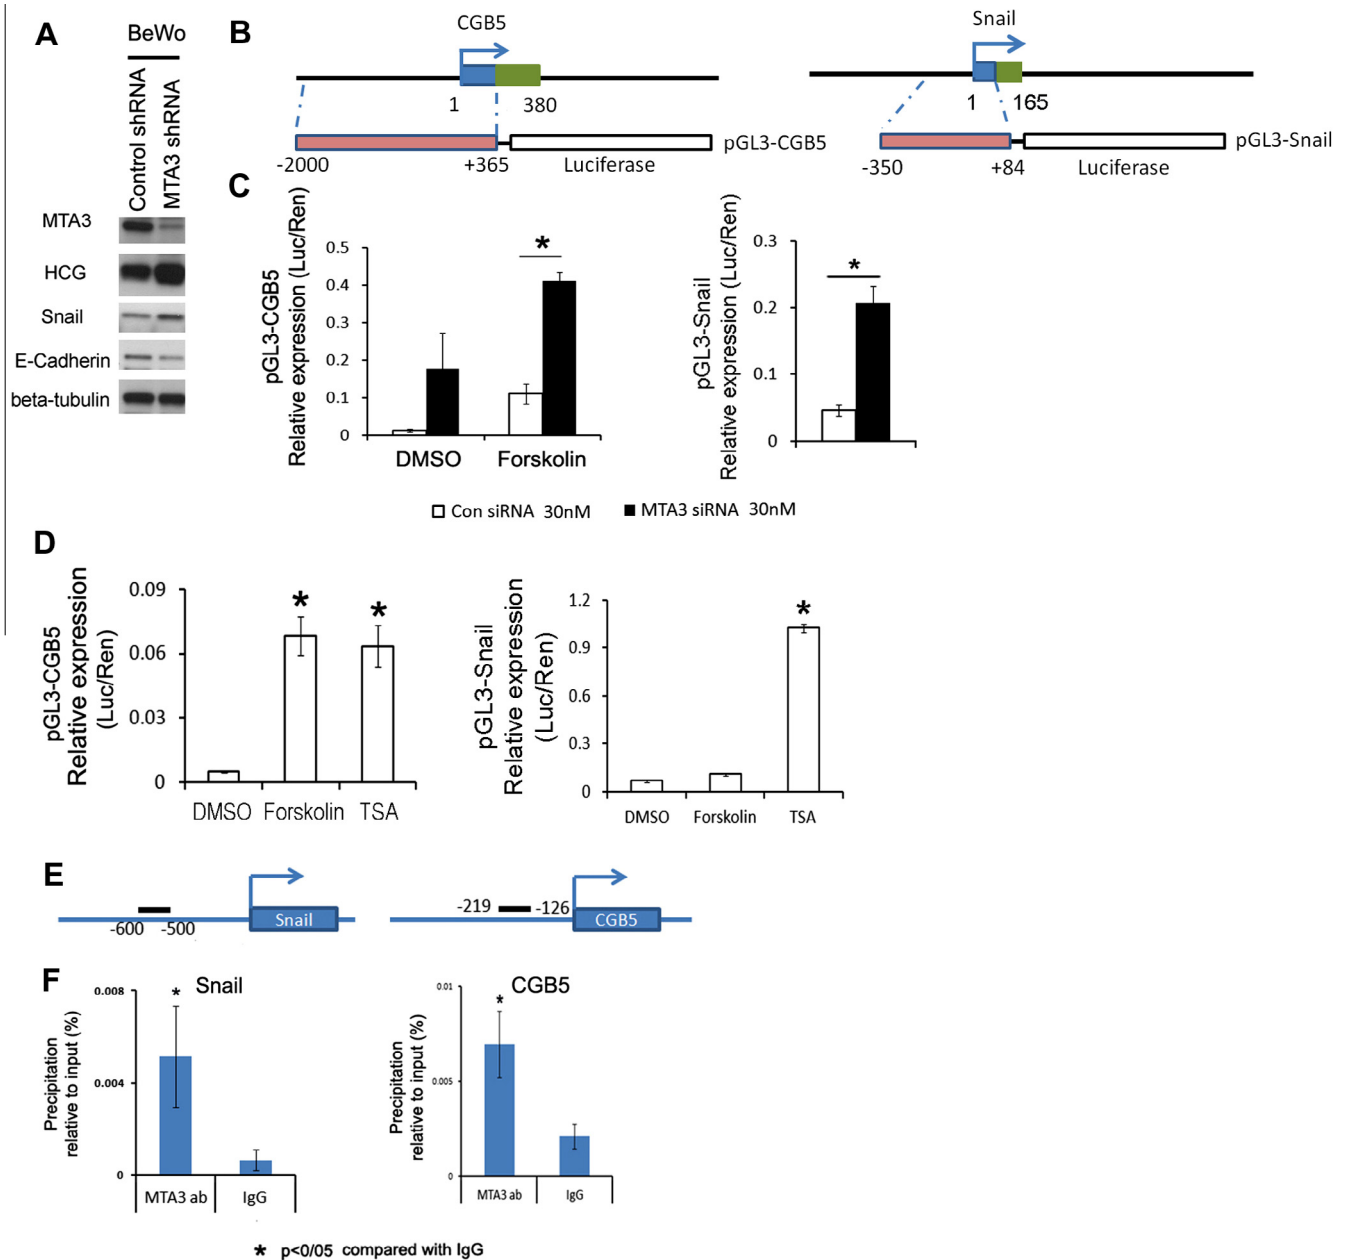 A
BeWo
Control shRNA
MTA3 shRNA
MTA3
HCG
Snail
E-Cadherin
beta-tubulin
B
CGB5
1
380
-2000
+365
Luciferase
pGL3-CGB5
Snail
1
165
-350
+84
Luciferase
pGL3-Snail
C
pGL3-CGB5
Relative expression (Luc/Ren)
0.5
0.4
0.3
0.2
0.1
0
*
DMSO
Forskolin
pGL3-Snail
Relative expression (Luc/Ren)
0.3
0.2
0.1
0
*
Con siRNA 30nM
MTA3 siRNA 30nM
D
pGL3-CGB5
Relative expression
(Luc/Ren)
0.09
0.06
0.03
0
*
*
DMSO
Forskolin
TSA
pGL3-Snail
Relative expression
(Luc/Ren)
1.2
0.9
0.6
0.3
0
*
DMSO
Forskolin
TSA
E
-600
-500
Snail
-219
-126
CGB5
F
Snail
Precipitation
relative to input (%)
0.008
0.004
0
*
MTA3 ab
IgG
CGB5
Precipitation
relative to input (%)
0.01
0.005
0
*
MTA3 ab
IgG
* p<0/05 compared with IgG